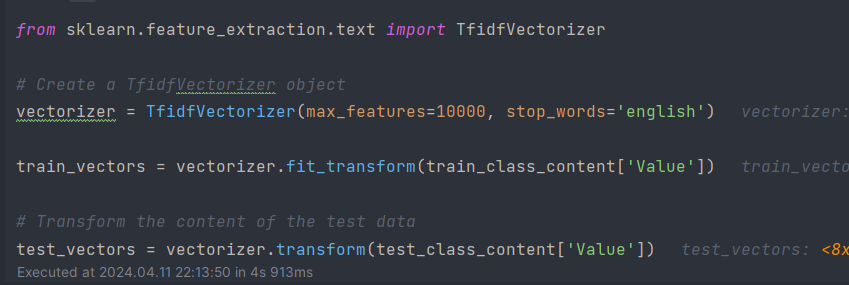 from sklearn.feature_extraction.text import TfidfVectorizer
# Create a TfidfVectorizer object
vectorizer = TfidfVectorizer(max_features=10000, stop_words='english') vectorizer:
train_vectors = vectorizer.fit_transform(train_class_content['Value']) train_vecto
# Transform the content of the test data
test_vectors = vectorizer.transform(test_class_content['Value']) test_vectors: <8x
Executed at 2024.04.11 22:13:50 in 4s 913ms